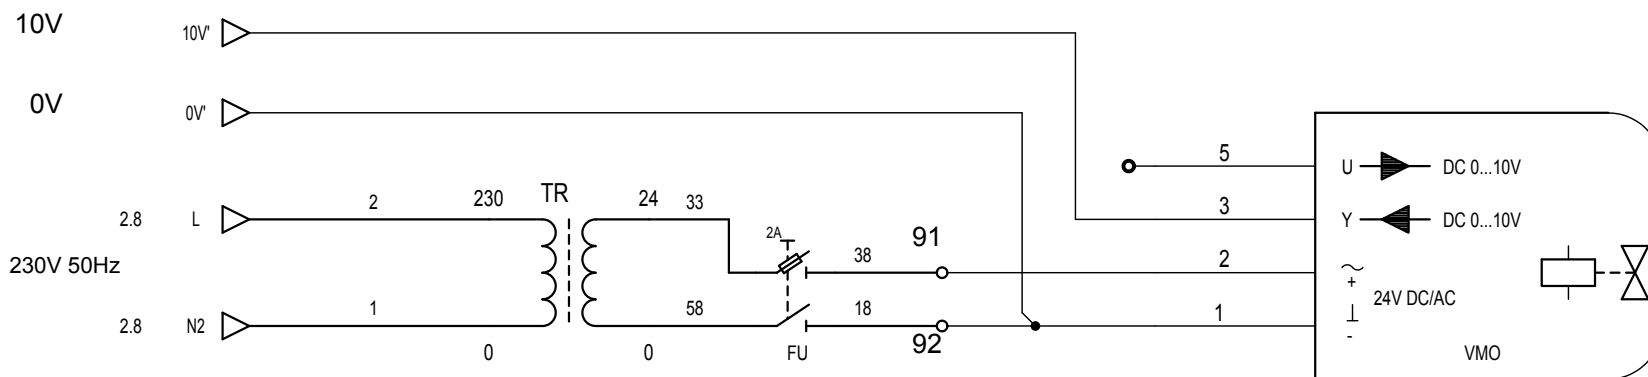 10V 10V'
0V 0V'
5 U DC 0...10V
2.8 L 2 230 TR 24 33 3 Y DC 0...10V
230V 50Hz 2A 38 91 2 ~ +
24V DC/AC
2.8 N2 1 58 18 1 ⊥ -
0 0 FU 92 VMO